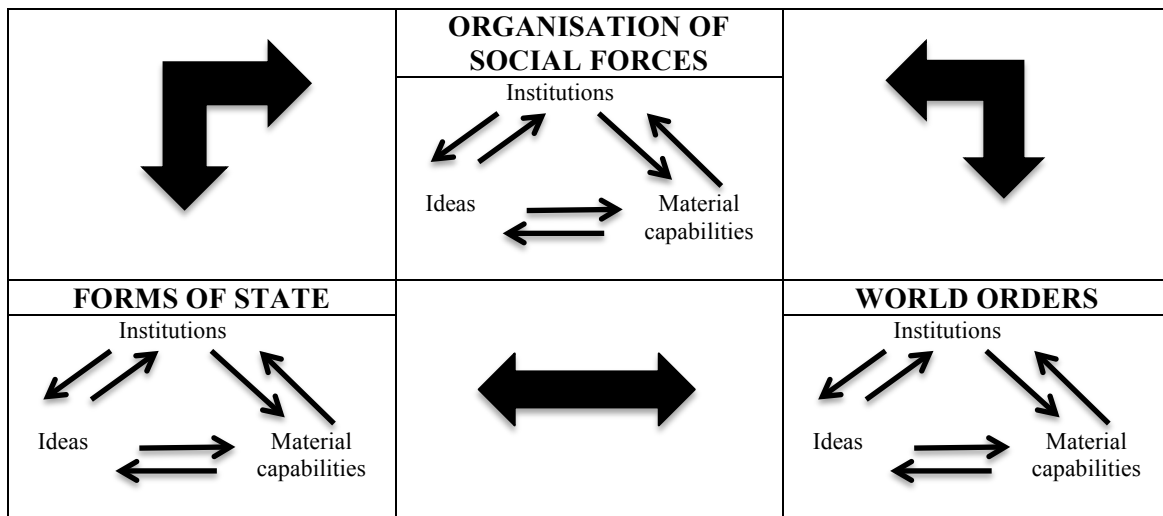 ORGANISATION OF
SOCIAL FORCES
Institutions
Ideas
Material
capabilities
FORMS OF STATE
Institutions
Ideas
Material
capabilities
WORLD ORDERS
Institutions
Ideas
Material
capabilities